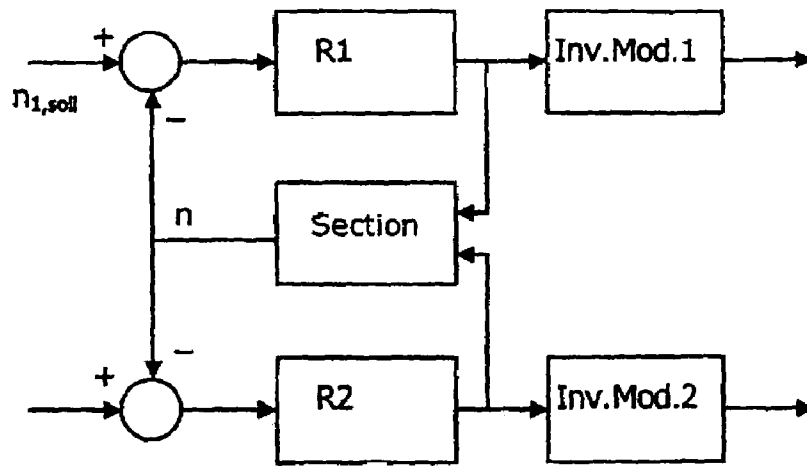 +
R1
Inv.Mod.1
n1,soll
−
n
Section
−
+
R2
Inv.Mod.2